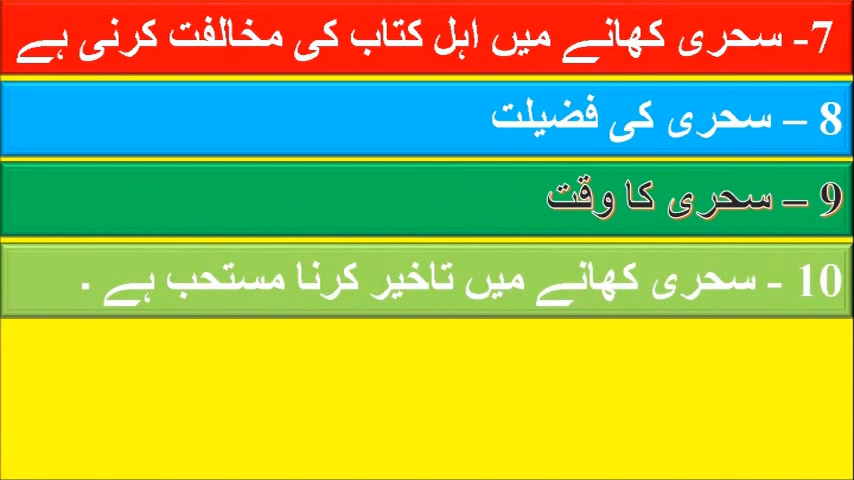 7- سحری کھانے میں اہل کتاب کی مخالفت کرنی ہے
8 – سحری کی فضیلت
9 – سحری کا وقت
10 - سحری کھانے میں تاخیر کرنا مستحب ہے .